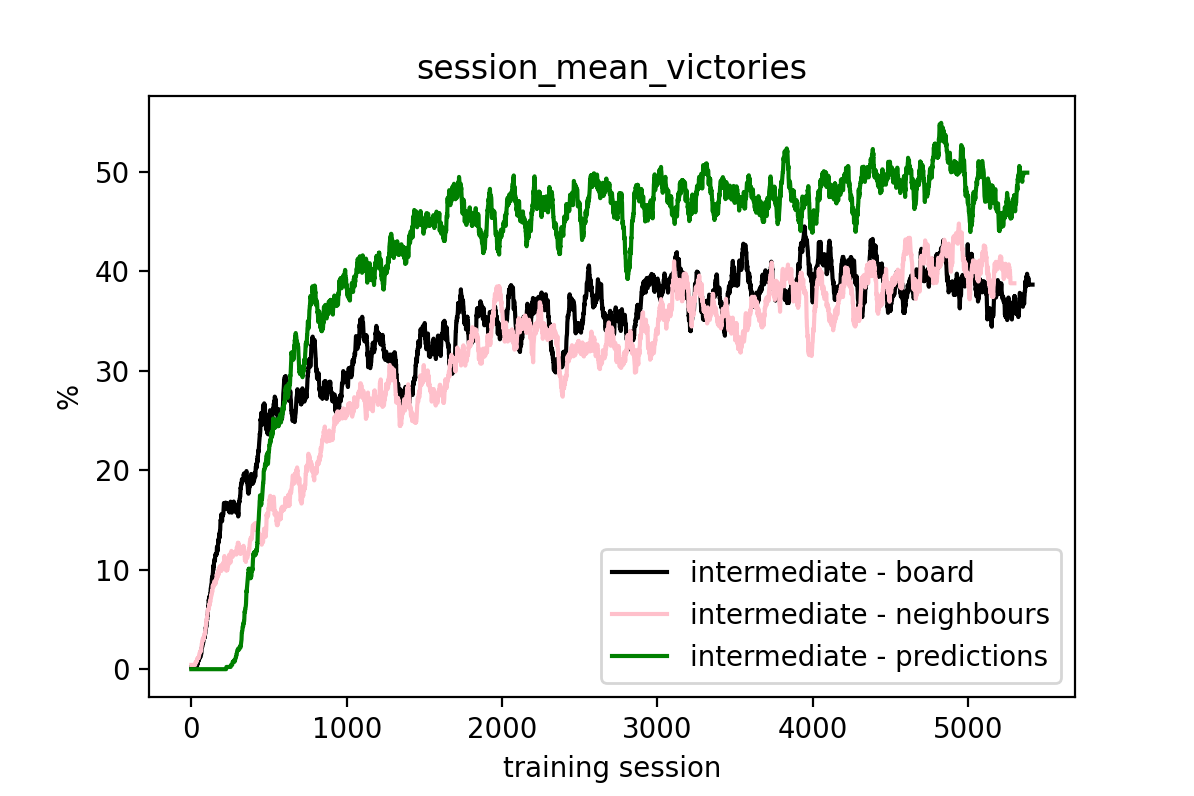 session_mean_victories
50
40
30
20
10
0
%
intermediate - board
intermediate - neighbours
intermediate - predictions
0 1000 2000 3000 4000 5000
training session